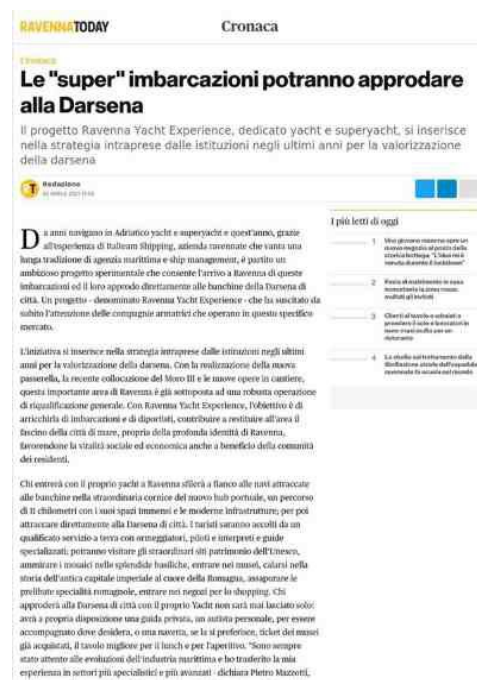 RAVENNATODAY
Cronaca
CRONACA
Le "super" imbarcazioni potranno approdare
alla Darsena
Il progetto Ravenna Yacht Experience, dedicato yacht e superyacht, si inserisce
nella strategia intraprese dalle istituzioni negli ultimi anni per la valorizzazione
della darsena
Redazione
Da anni navigano in Adriatico yacht e superyacht e quest'anno, grazie
all'esperienza di Italteam Shipping, azienda ravennate che vanta una
lunga tradizione di agenzia marittima e ship management, è partito un
ambizioso progetto sperimentale che consente l'arrivo a Ravenna di queste
imbarcazioni ed il loro approdo direttamente alle banchine della Darsena di
città. Un progetto - denominato Ravenna Yacht Experience - che ha suscitato da
subito l'attenzione delle compagnie armatrici che operano in questo specifico
mercato.
L'iniziativa si inserisce nella strategia intraprese dalle istituzioni negli ultimi
anni per la valorizzazione della darsena. Con la realizzazione della nuova
passerella, la recente collocazione del Moro III e le nuove opere in cantiere,
questa importante area di Ravenna è già sottoposta ad una robusta operazione
di riqualificazione generale. Con Ravenna Yacht Experience, l'obiettivo è di
arricchirla di imbarcazioni e di diportisti, contribuire a restituire all'area il
fascino della città di mare, propria della profonda identità di Ravenna,
favorendone la vitalità sociale ed economica anche a beneficio della comunità
dei residenti.
Chi entrerà con il proprio yacht a Ravenna sfilerà a fianco alle navi attraccate
alle banchine nella straordinaria cornice del nuovo hub portuale, un percorso
di 11 chilometri con i suoi spazi immensi e le moderne infrastrutture; per poi
attraccare direttamente alla Darsena di città. I turisti saranno accolti da un
qualificato servizio a terra con ormeggiatori, piloti e interpreti e guide
specializzati; potranno visitare gli straordinari siti patrimonio dell'Unesco,
ammirare i mosaici nelle splendide basiliche, entrare nei musei, calarsi nella
storia dell'antica capitale imperiale al cuore della Romagna, assaporare le
prelibate specialità romagnole, entrare nei negozi per lo shopping. Chi
approderà alla Darsena di città con il proprio Yacht non sarà mai lasciato solo:
avrà a propria disposizione una guida privata, un autista personale, per essere
accompagnato dove desidera, o una navetta, se la si preferisce, ticket dei musei
già acquistati, il tavolo migliore per il lunch e per l'aperitivo. "Sono sempre
stato attento alle evoluzioni dell'industria marittima e ho trasferito la mia
esperienza in settori più specialistici e più avanzati - dichiara Pietro Mazzetti,
I più letti di oggi
1
2
3
4